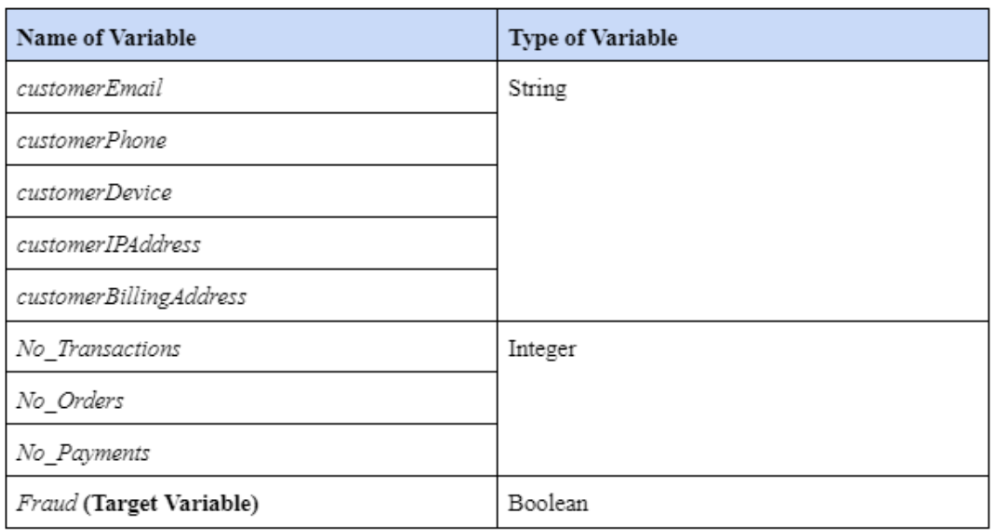 Name of Variable Type of Variable
customerEmail String
customerPhone
customerDevice
customerIPAddress
customerBillingAddress
No_Transactions Integer
No_Orders
No_Payments
Fraud (Target Variable) Boolean